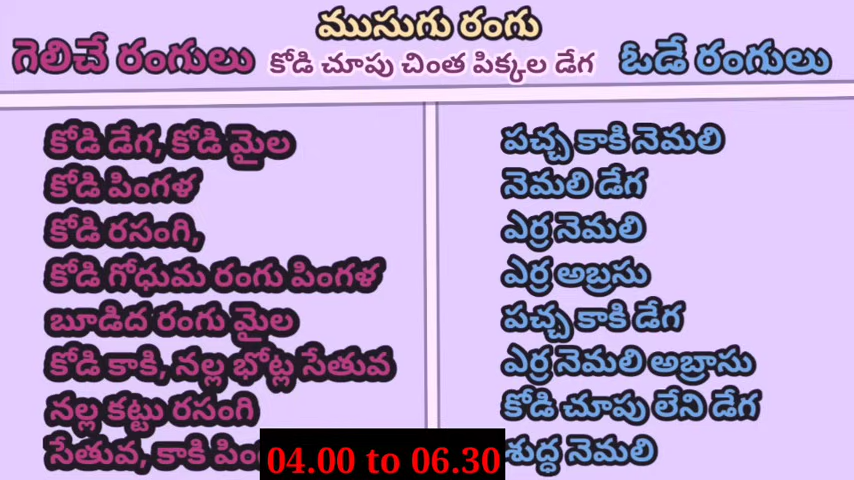 ముసుగు రంగు
గెలిచే రంగులు
కోడి చూపు చింత పిక్కల డేగ
ఓడే రంగులు
కోడి డేగ, కోడి మైల
కోడి పింగళ
కోడి రసంగి,
కోడి గోధుమ రంగు పింగళ
బూడిద రంగు మైల
కోడి కాకి, నల్ల భోట్ల సేతువ
నల్ల కట్టు రసంగి
సేతువ, కాకి
పచ్చ కాకి నెమలి
నెమలి డేగ
ఎర్ర నెమలి
ఎర్ర అబ్రసు
పచ్చ కాకి డేగ
ఎర్ర నెమలి అబ్రాసు
కోడి చూపు లేని డేగ
శుద్ధ నెమలి
04.00 to 06.30